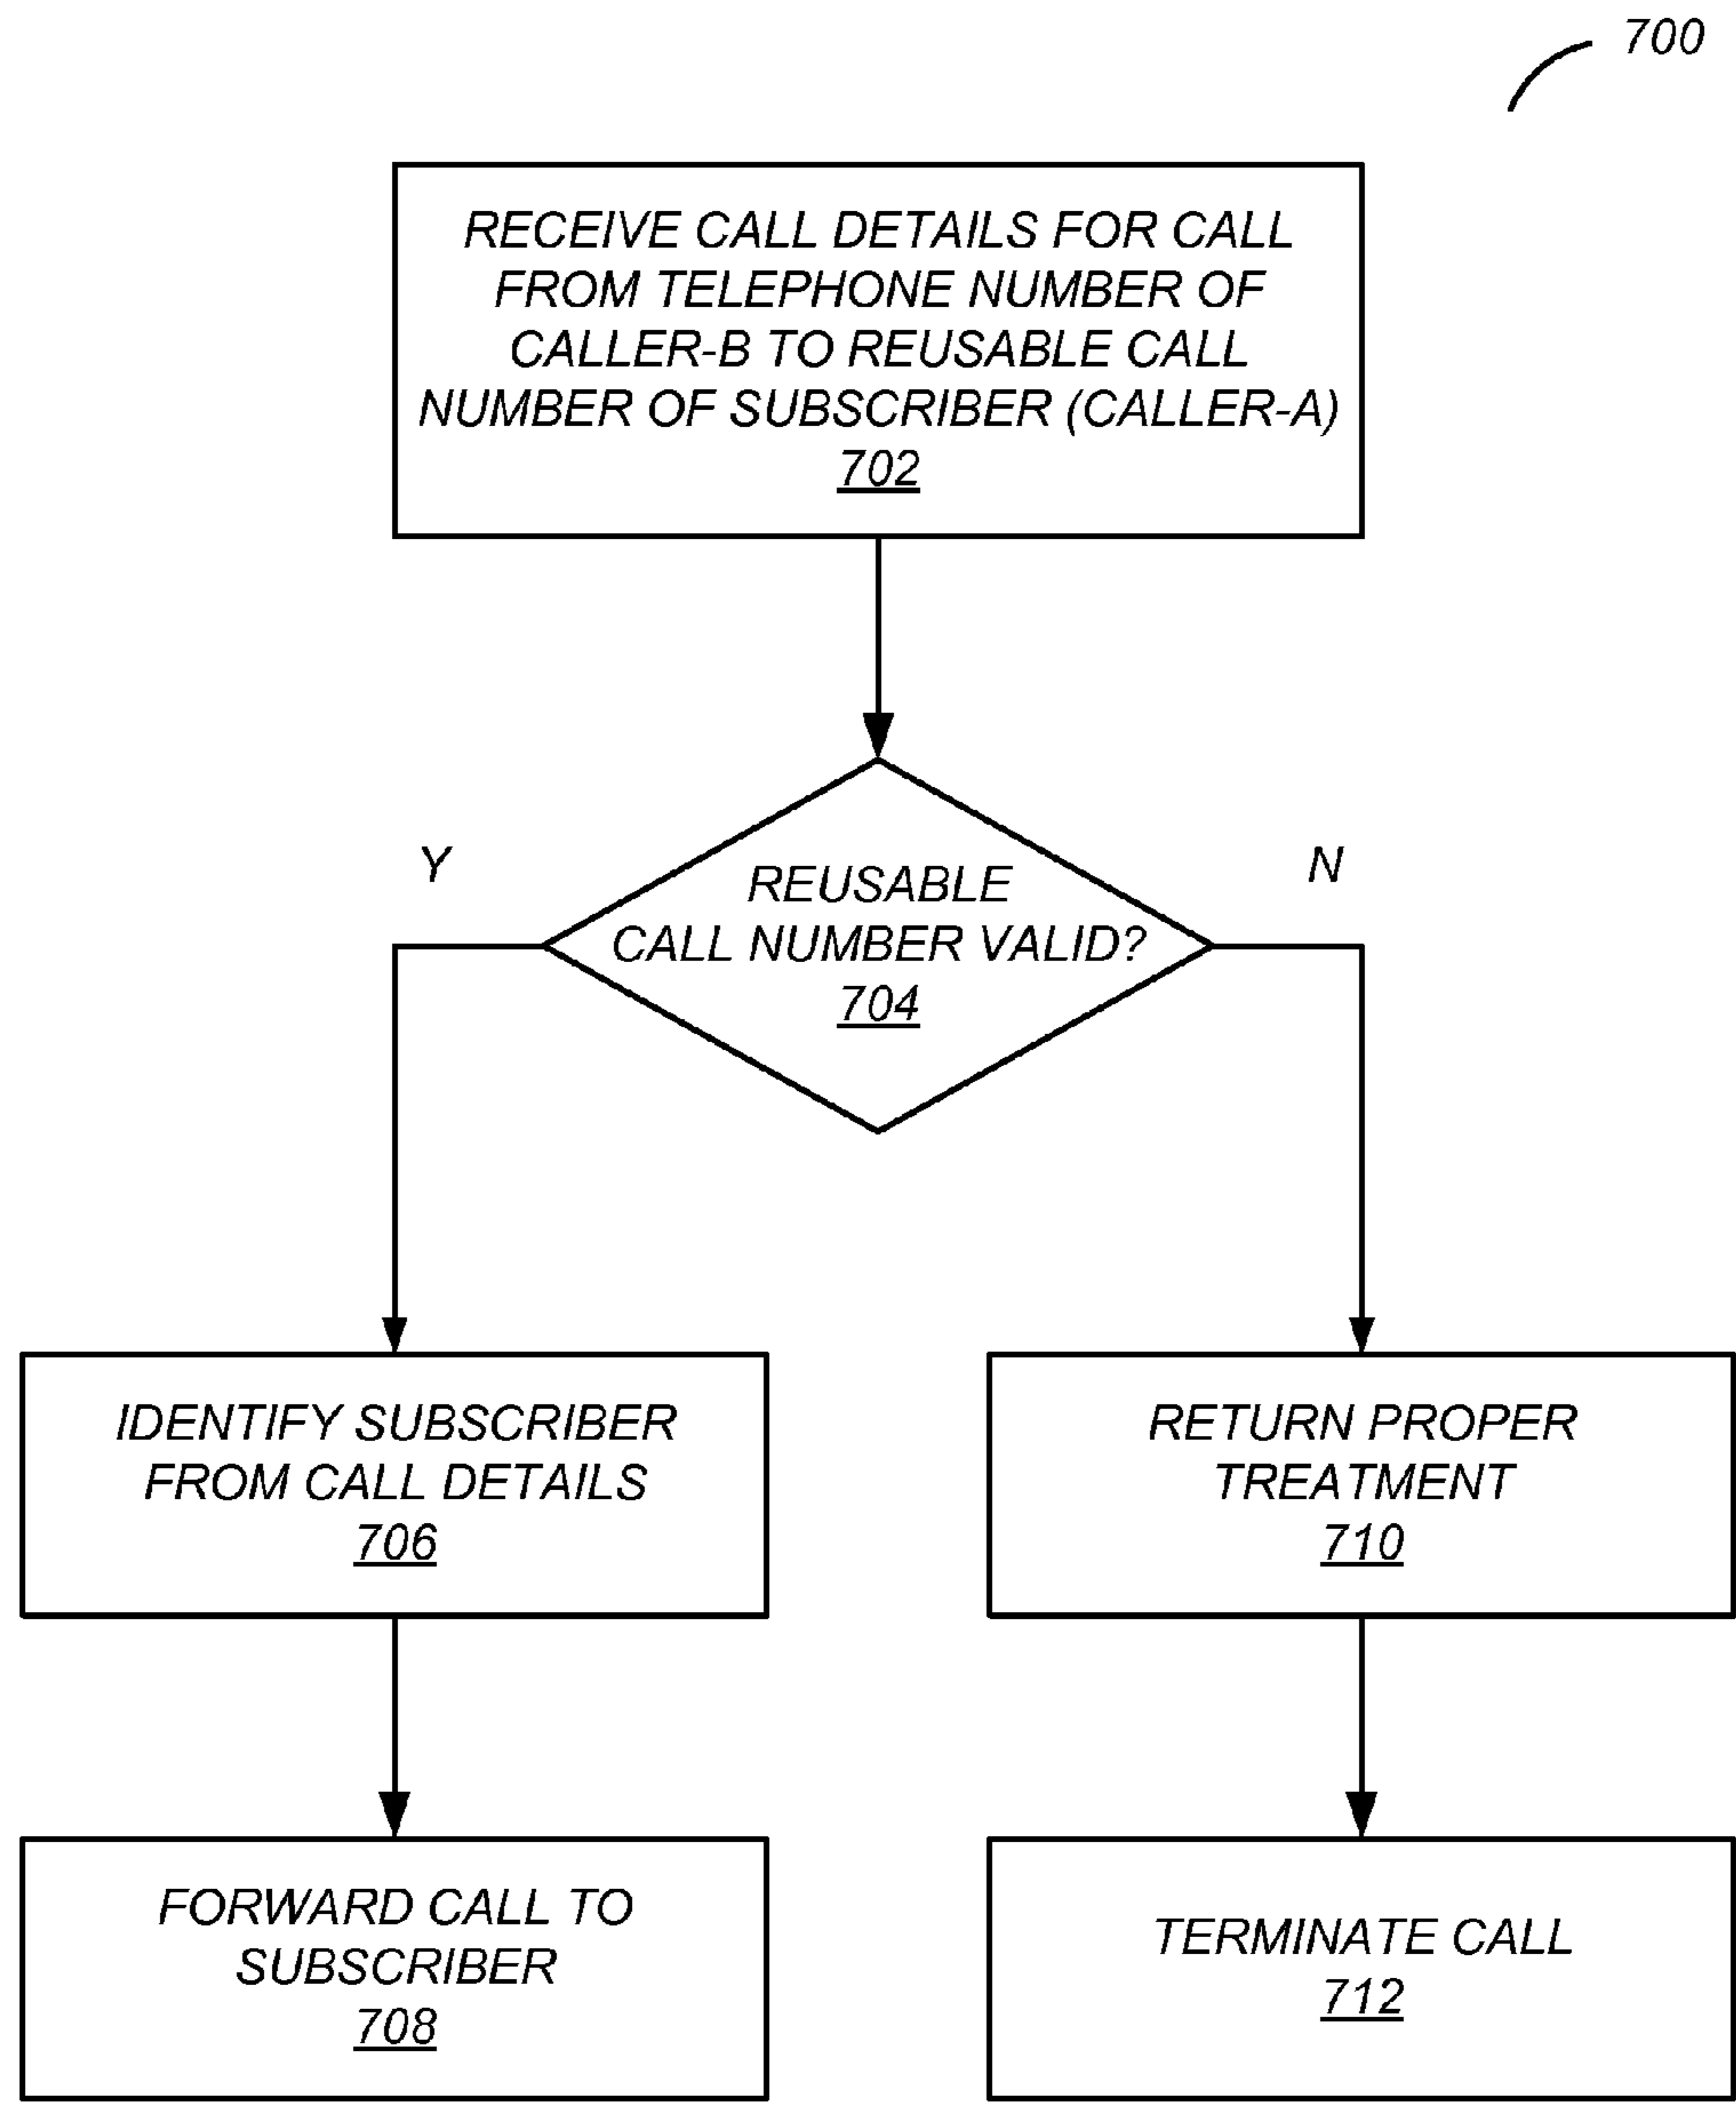 700
RECEIVE CALL DETAILS FOR CALL
FROM TELEPHONE NUMBER OF
CALLER-B TO REUSABLE CALL
NUMBER OF SUBSCRIBER (CALLER-A)
702
Y
N
REUSABLE
CALL NUMBER VALID?
704
IDENTIFY SUBSCRIBER
FROM CALL DETAILS
706
RETURN PROPER
TREATMENT
710
FORWARD CALL TO
SUBSCRIBER
708
TERMINATE CALL
712